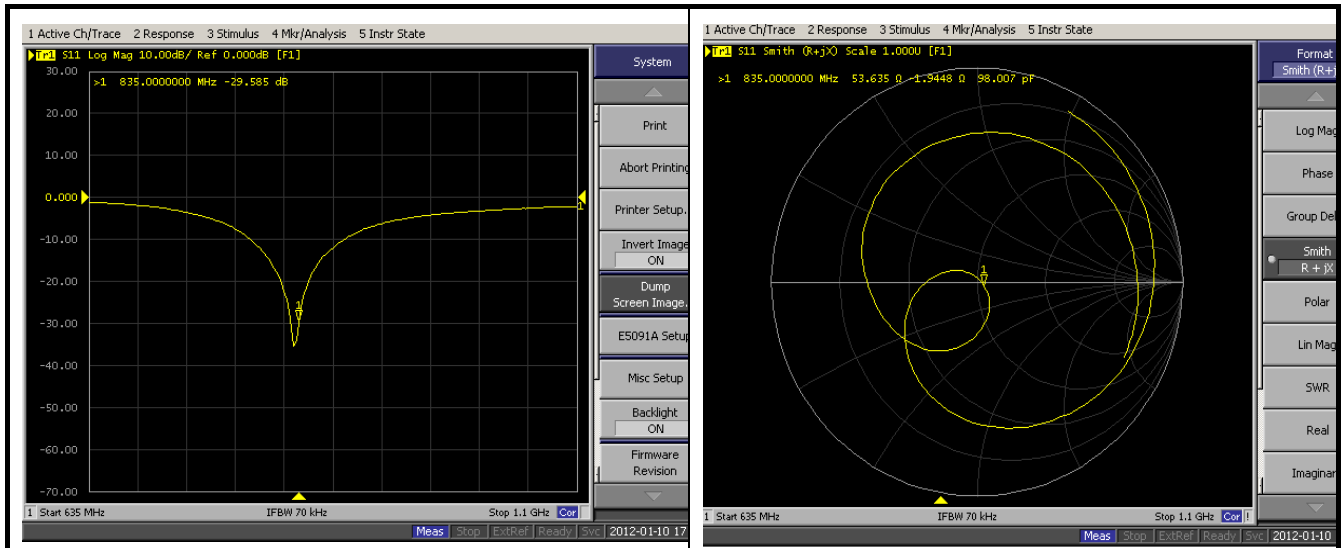 1 Active Ch/Trace 2 Response 3 Stimulus 4 Mkr/Analysis 5 Instr State
Tr1 S11 Log Mag 10.00dB/ Ref 0.000dB [F1]
30.00
>1 835.0000000 MHz -29.585 dB
20.00
10.00
0.000
-10.00
-20.00
-30.00
-40.00
-50.00
-60.00
-70.00
1
1
System
Print
Abort Printing
Printer Setup.
Invert Image
ON
Dump
Screen Image.
E5091A Setup
Misc Setup
Backlight
ON
Firmware
Revision
1 Start 635 MHz IFBW 70 kHz Stop 1.1 GHz Cor
Meas Stop ExtRef Ready Svc 2012-01-10 17
1 Active Ch/Trace 2 Response 3 Stimulus 4 Mkr/Analysis 5 Instr State
Tr1 S11 Smith (R+jX) Scale 1.000U [F1]
>1 835.0000000 MHz 53.635 Ω -1.9448 Ω 98.007 pF
1
Format
Smith (R+j
Log Mag
Phase
Group Del
Smith
R + jX
Polar
Lin Mag
SWR
Real
Imaginar
1 Start 635 MHz IFBW 70 kHz Stop 1.1 GHz Cor !
Meas Stop ExtRef Ready Svc 2012-01-10